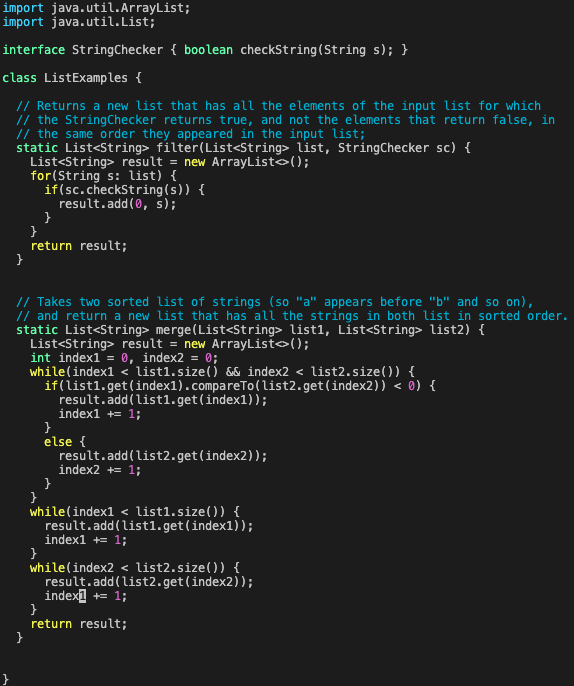 import java.util.ArrayList;
import java.util.List;

interface StringChecker { boolean checkString(String s); }

class ListExamples {

  // Returns a new list that has all the elements of the input list for which
  // the StringChecker returns true, and not the elements that return false, in
  // the same order they appeared in the input list;
  static List<String> filter(List<String> list, StringChecker sc) {
    List<String> result = new ArrayList<>();
    for(String s: list) {
      if(sc.checkString(s)) {
        result.add(0, s);
      }
    }
    return result;
  }


  // Takes two sorted list of strings (so "a" appears before "b" and so on),
  // and return a new list that has all the strings in both list in sorted order.
  static List<String> merge(List<String> list1, List<String> list2) {
    List<String> result = new ArrayList<>();
    int index1 = 0, index2 = 0;
    while(index1 < list1.size() && index2 < list2.size()) {
      if(list1.get(index1).compareTo(list2.get(index2)) < 0) {
        result.add(list1.get(index1));
        index1 += 1;
      }
      else {
        result.add(list2.get(index2));
        index2 += 1;
      }
    }
    while(index1 < list1.size()) {
      result.add(list1.get(index1));
      index1 += 1;
    }
    while(index2 < list2.size()) {
      result.add(list2.get(index2));
      index1 += 1;
    }
    return result;
  }


}